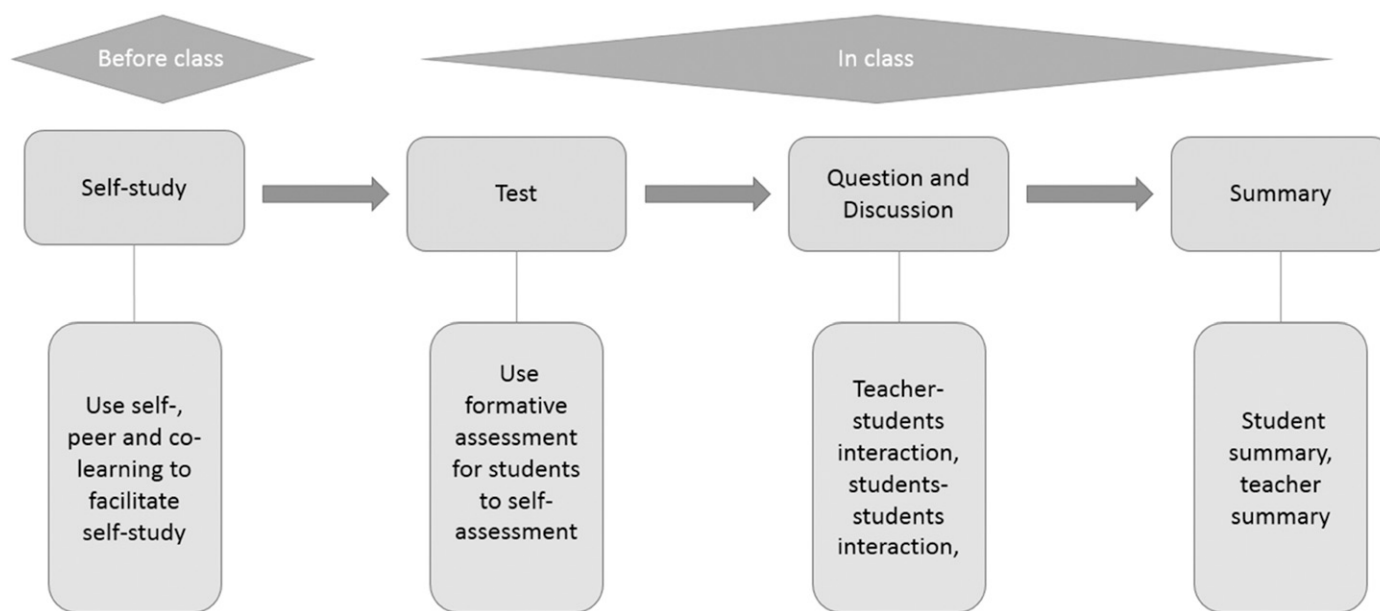 Before class
In class
Self-study
Test
Question and
Discussion
Summary
Use self-,
peer and co-
learning to
facilitate
self-study
Use
formative
assessment
for students
to self-
assessment
Teacher-
students
interaction,
students-
students
interaction,
Student
summary,
teacher
summary